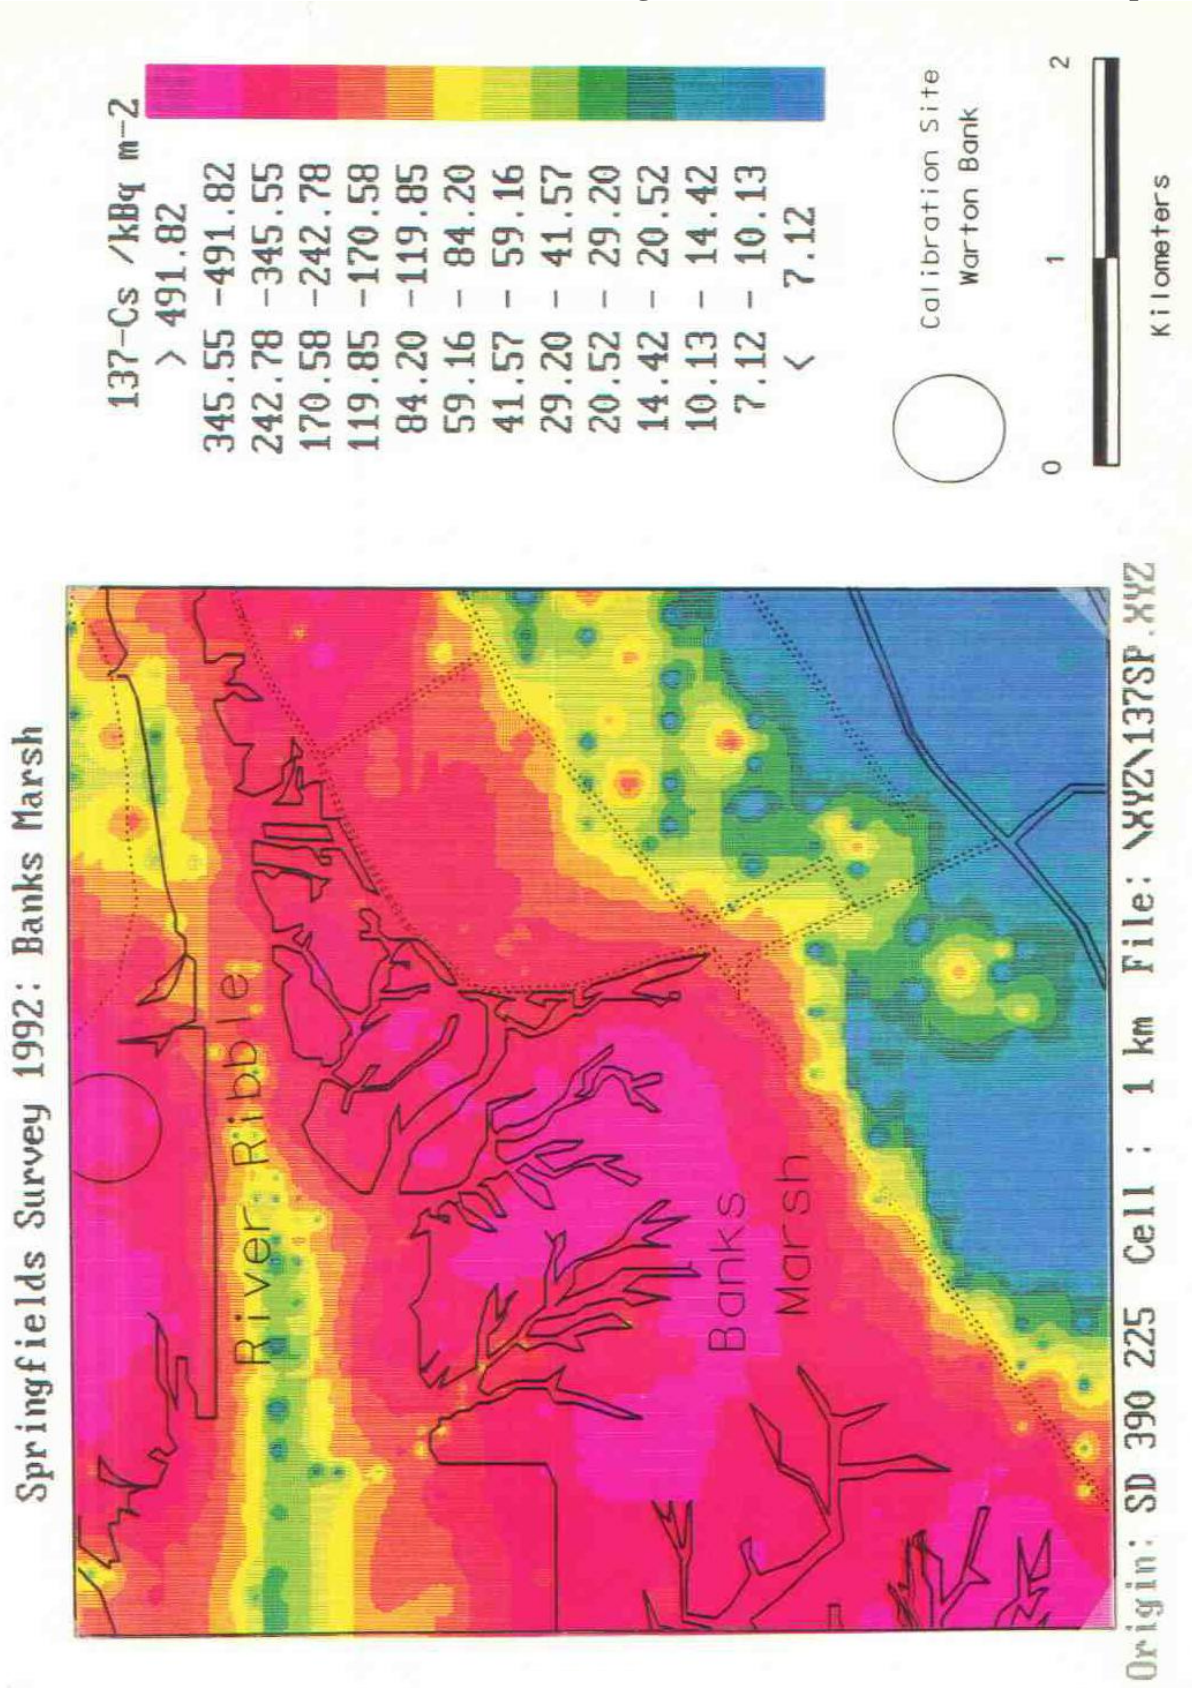 Springfields Survey 1992: Banks Marsh
River Ribble
Banks
Marsh
Origin: SD 390 225 Cell : 1 km File: \XYZ\137SP.XYZ
137-Cs /kBq m-2
> 491.82
345.55 -491.82
242.78 -345.55
170.58 -242.78
119.85 -170.58
84.20 -119.85
59.16 - 84.20
41.57 - 59.16
29.20 - 41.57
20.52 - 29.20
14.42 - 20.52
10.13 - 14.42
7.12 - 10.13
< 7.12
Calibration Site
Warton Bank
0 1 2
Kilometers